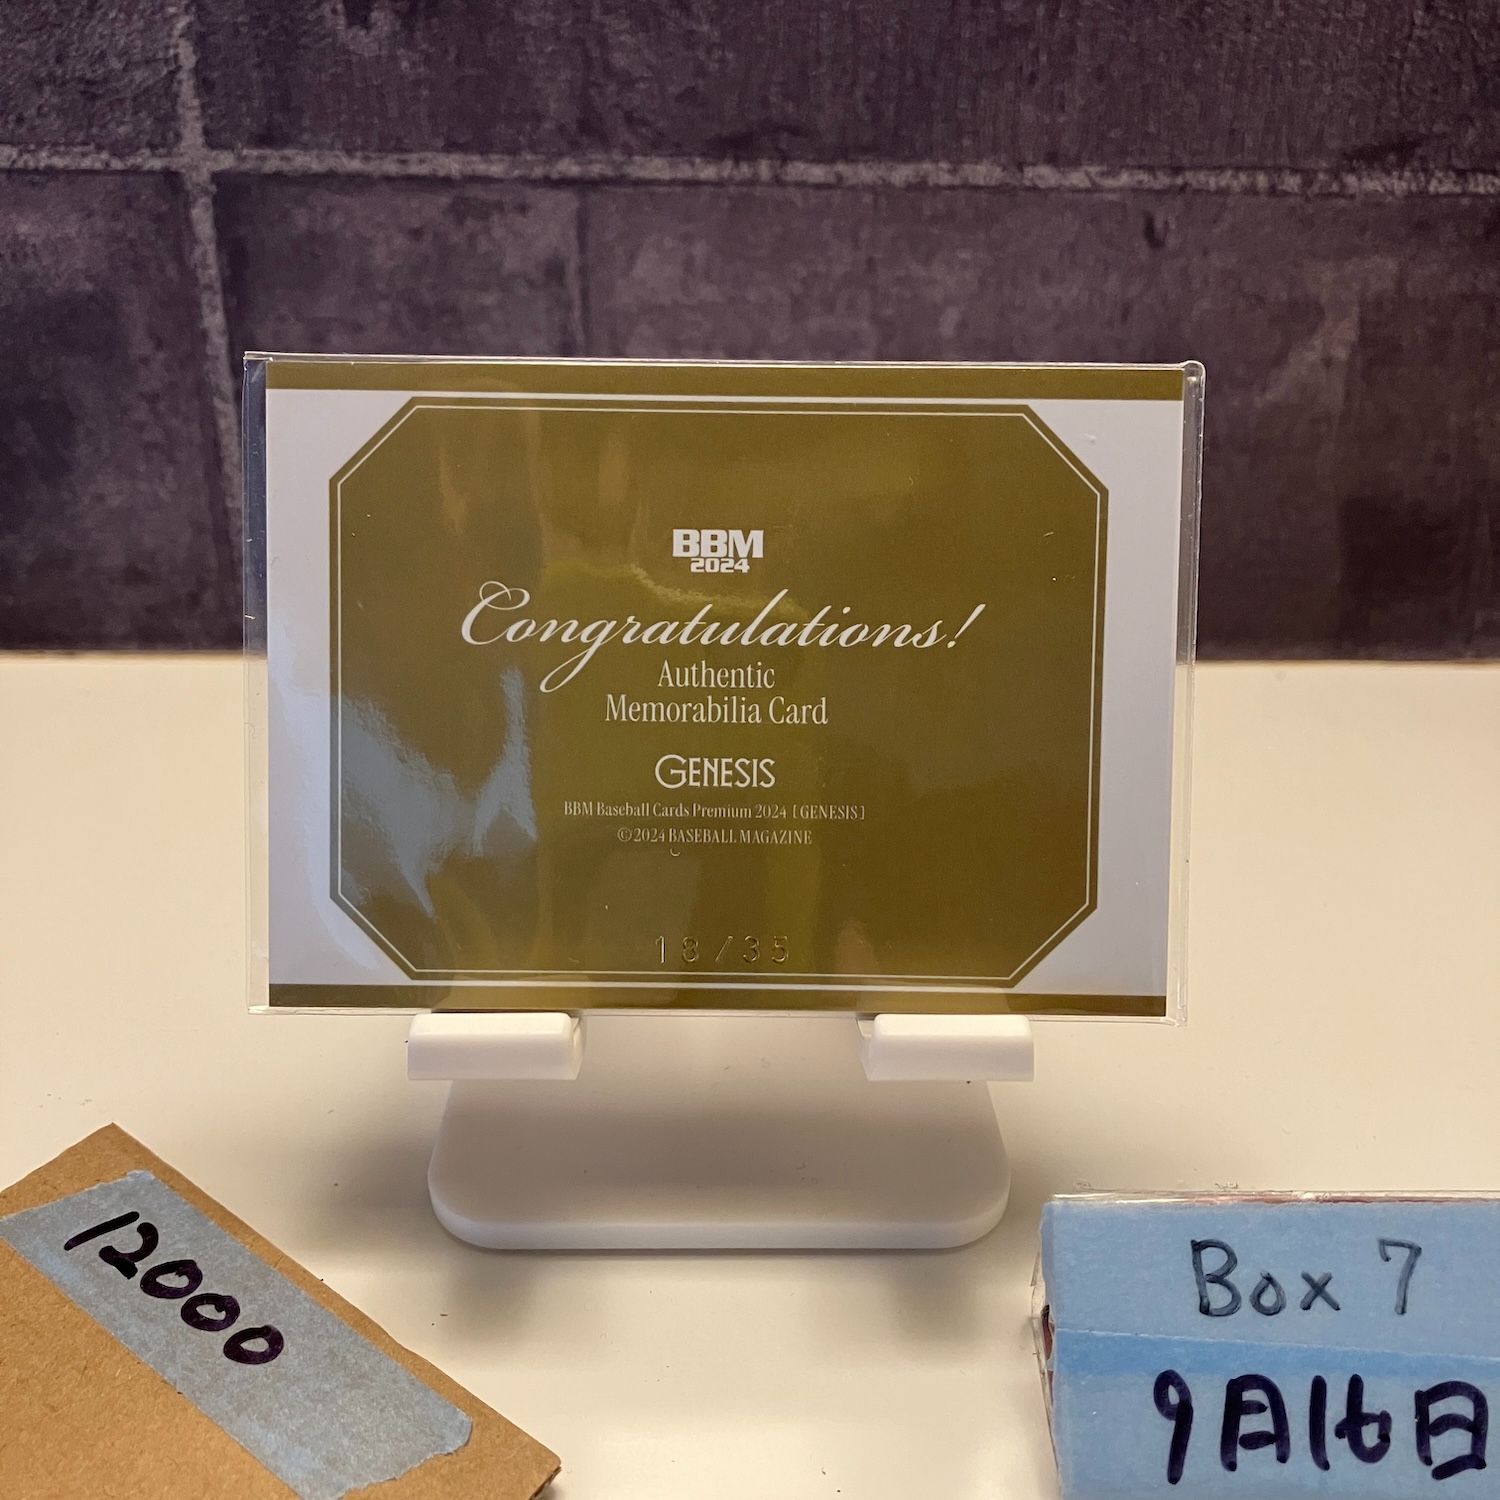 BBM
2024
Congratulations!
Authentic
Memorabilia Card
GENESIS
BBM Baseball Cards Premium 2024 [GENESIS]
©2024 BASEBALL MAGAZINE
18/35
12000
Box 7
9月16日